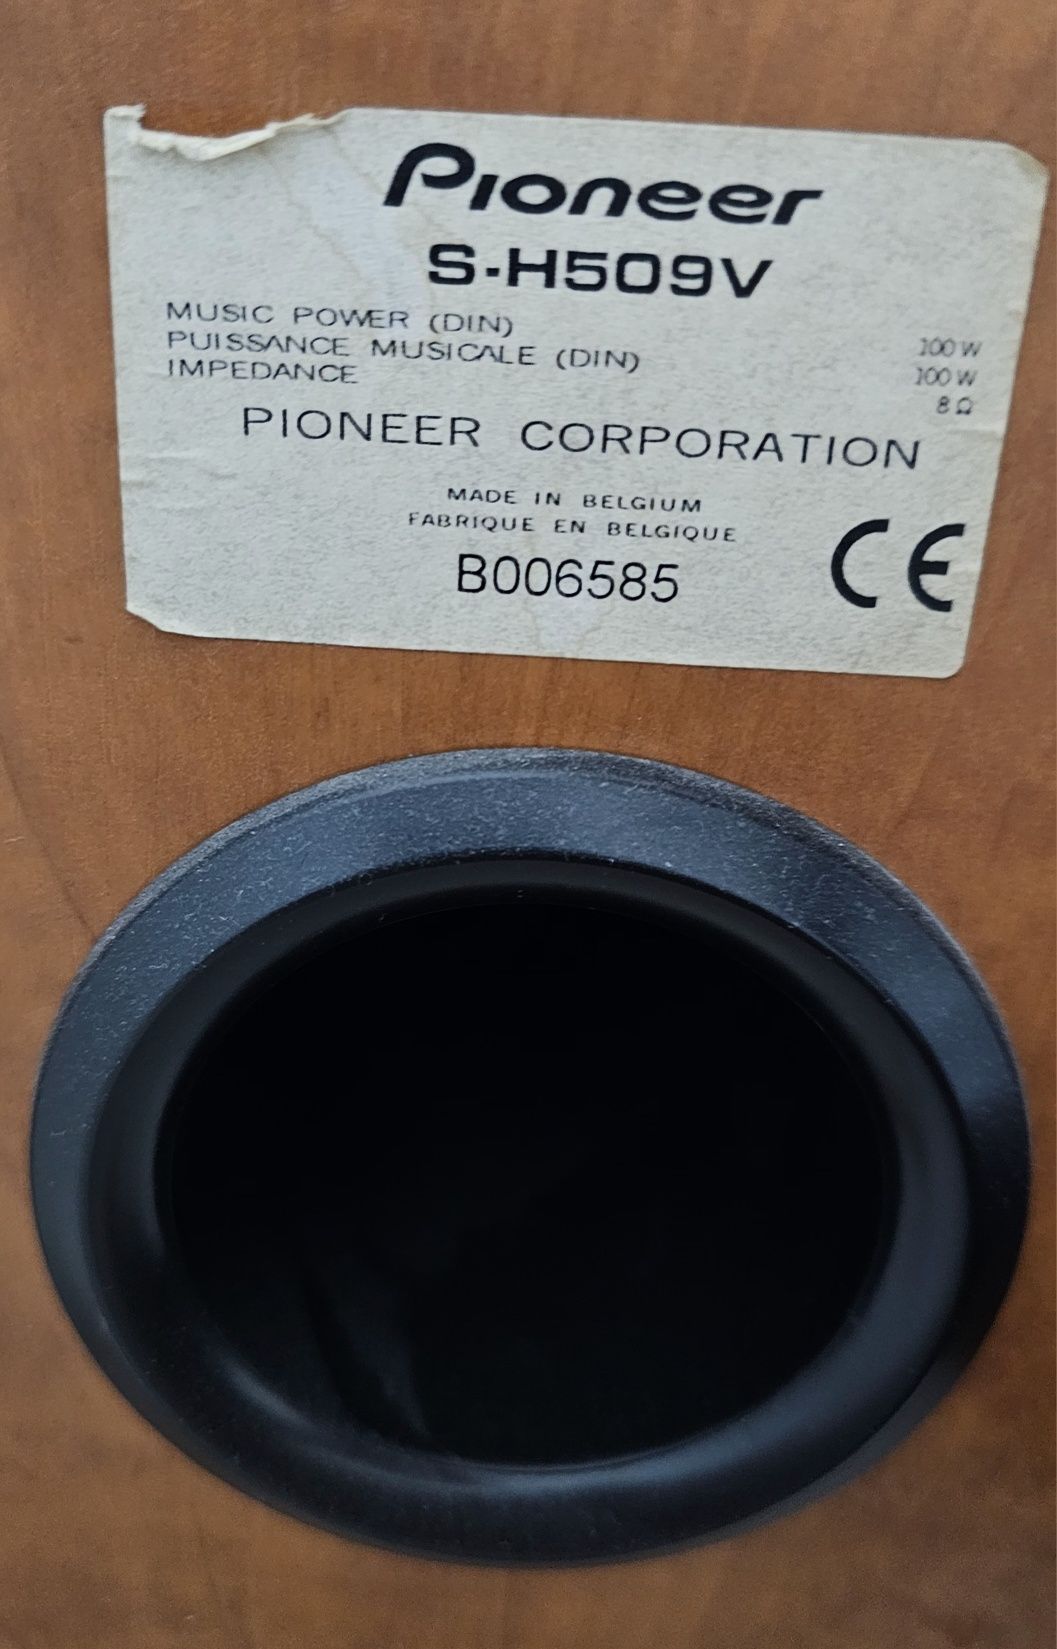 Pioneer
S-H509V
MUSIC POWER (DIN) 100 W
PUISSANCE MUSICALE (DIN) 100 W
IMPEDANCE 8 Ω
PIONEER CORPORATION
MADE IN BELGIUM
FABRIQUE EN BELGIQUE
B006585
CE